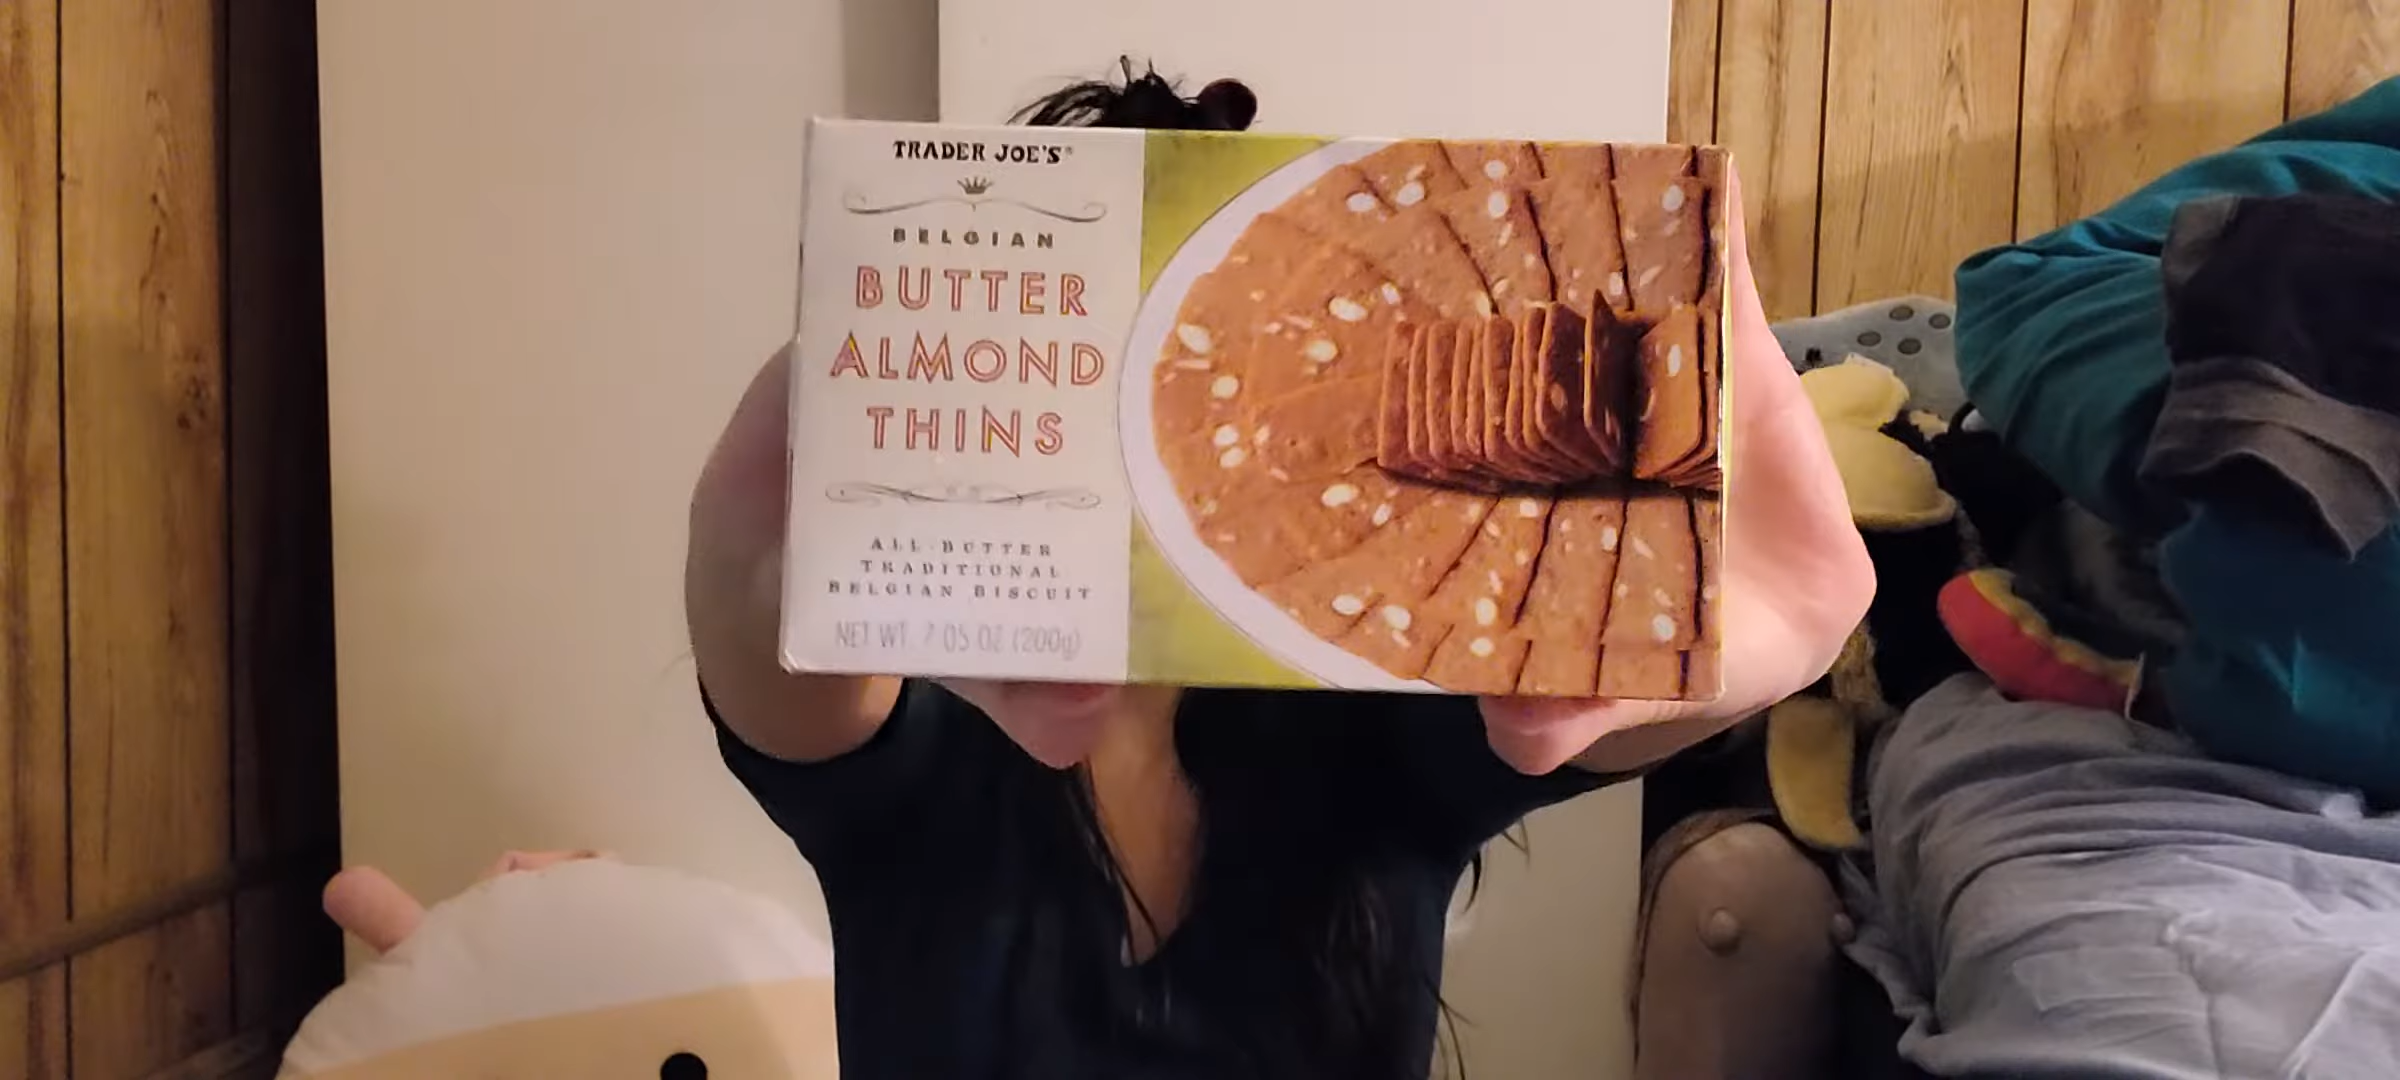 TRADER JOE'S®
BELGIAN
BUTTER
ALMOND
THINS
ALL-BUTTER
TRADITIONAL
BELGIAN BISCUIT
NET WT. 7.05 OZ (200g)